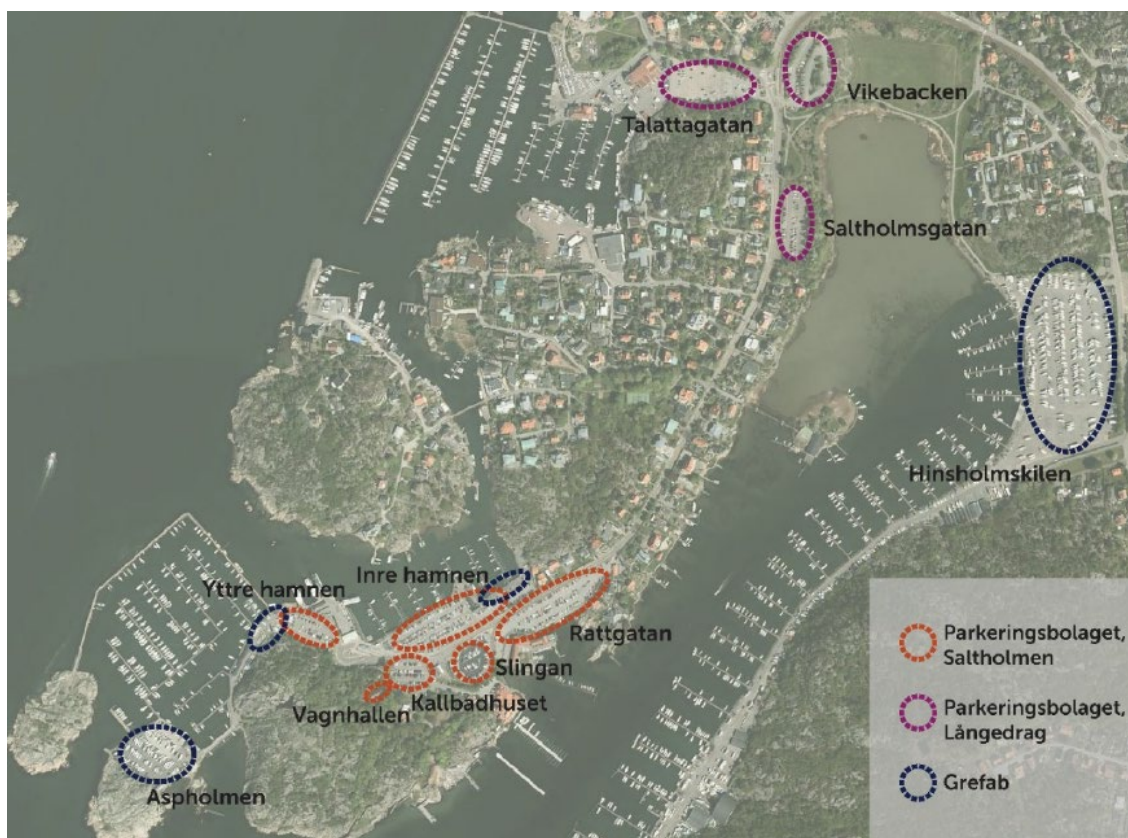 Vikebacken
Talattagatan
Saltholmsgatan
Hinsholmskilen
Inre hamnen
Yttre hamnen
Rattgatan
Slingan
Kallbadhuset
Vagnhallen
Aspholmen
Parkeringsbolaget,
Saltholmen
Parkeringsbolaget,
Långedrag
Grefab